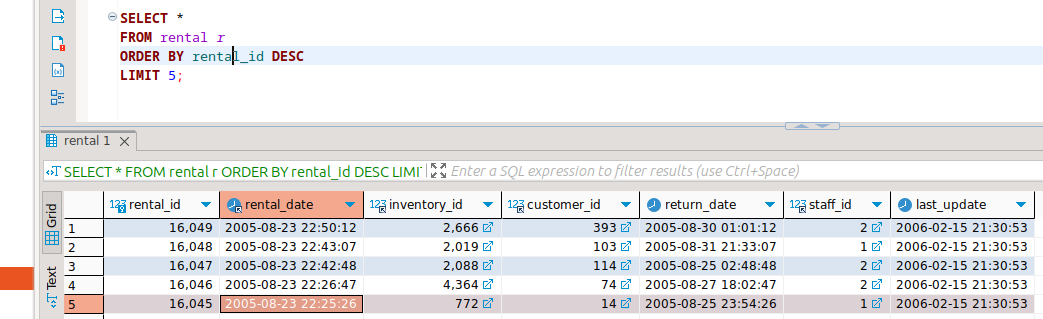 SELECT *
FROM rental r
ORDER BY rental_id DESC
LIMIT 5;
rental 1
SELECT * FROM rental r ORDER BY rental_id DESC LIMIT
Enter a SQL expression to filter results (use Ctrl+Space)
Grid
Text
123 rental_id rental_date 123 inventory_id 123 customer_id return_date 123 staff_id last_update
1 16,049 2005-08-23 22:50:12 2,666 393 2005-08-30 01:01:12 2 2006-02-15 21:30:53
2 16,048 2005-08-23 22:43:07 2,019 103 2005-08-31 21:33:07 1 2006-02-15 21:30:53
3 16,047 2005-08-23 22:42:48 2,088 114 2005-08-25 02:48:48 2 2006-02-15 21:30:53
4 16,046 2005-08-23 22:26:47 4,364 74 2005-08-27 18:02:47 2 2006-02-15 21:30:53
5 16,045 2005-08-23 22:25:26 772 14 2005-08-25 23:54:26 1 2006-02-15 21:30:53